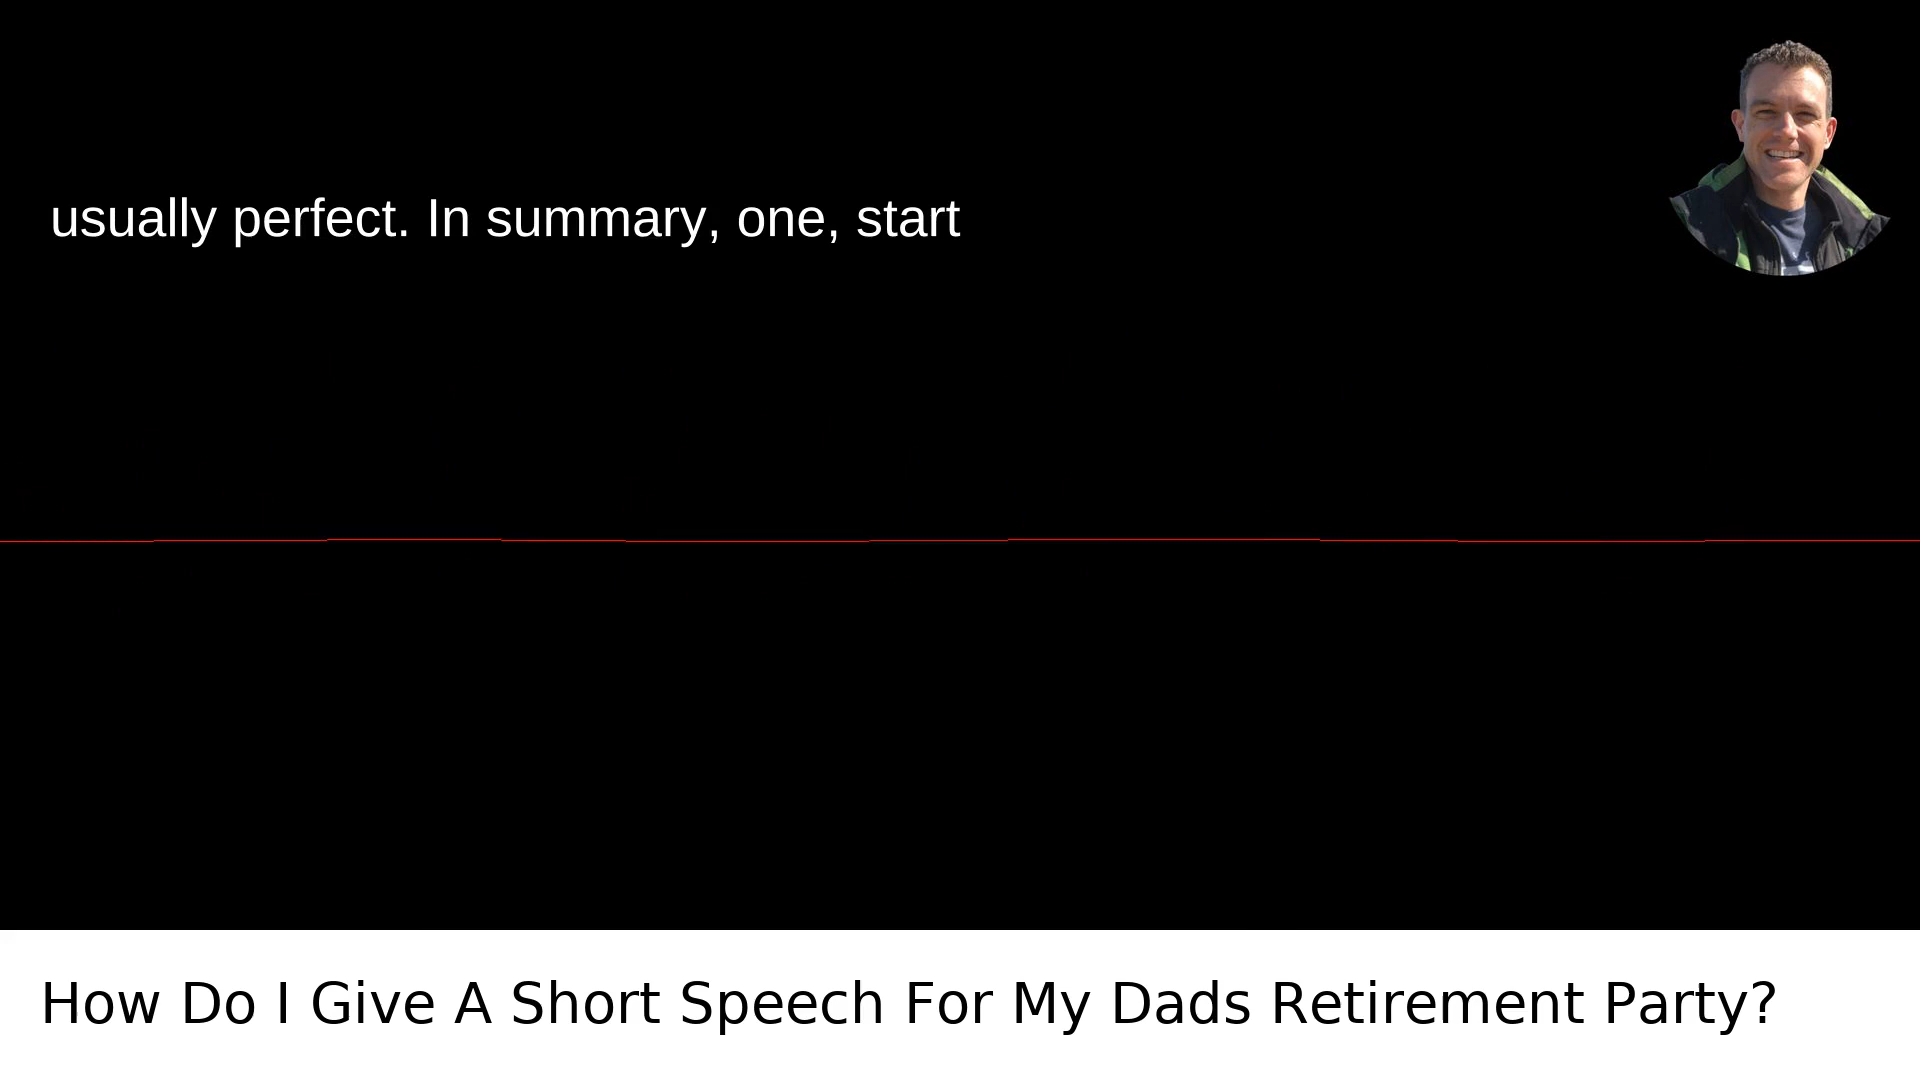 usually perfect. In summary, one, start
How Do I Give A Short Speech For My Dads Retirement Party?